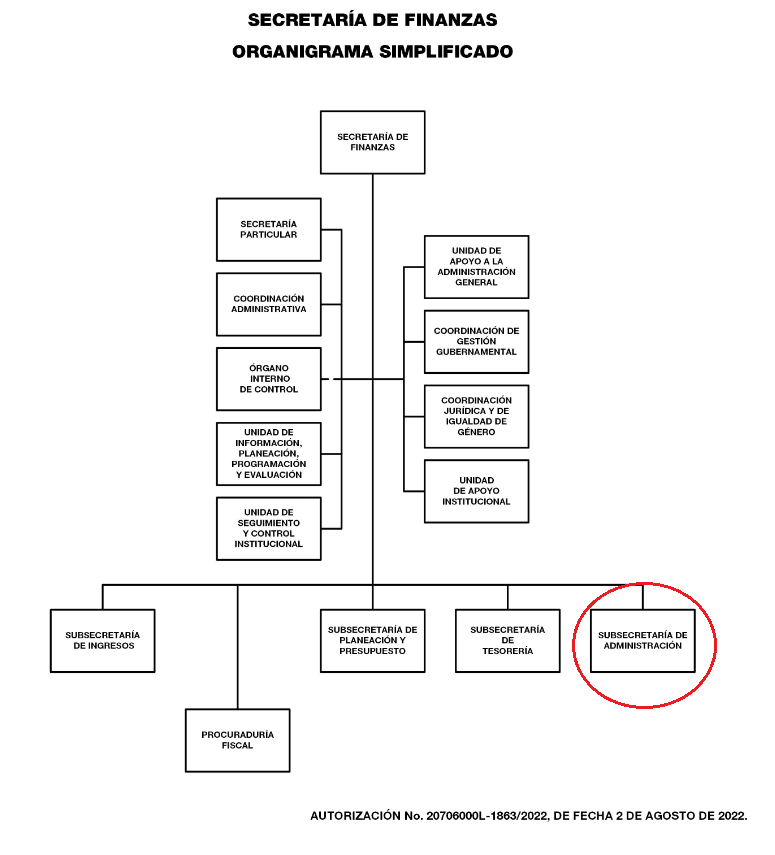 SECRETARÍA DE FINANZAS
ORGANIGRAMA SIMPLIFICADO
SECRETARÍA DE
FINANZAS
SECRETARÍA
PARTICULAR
COORDINACIÓN
ADMINISTRATIVA
ÓRGANO
INTERNO
DE CONTROL
UNIDAD DE
INFORMACIÓN,
PLANEACIÓN,
PROGRAMACIÓN
Y EVALUACIÓN
UNIDAD DE
SEGUIMIENTO
Y CONTROL
INSTITUCIONAL
UNIDAD DE
APOYO A LA
ADMINISTRACIÓN
GENERAL
COORDINACIÓN DE
GESTIÓN
GUBERNAMENTAL
COORDINACIÓN
JURÍDICA Y DE
IGUALDAD DE
GÉNERO
UNIDAD
DE APOYO
INSTITUCIONAL
SUBSECRETARÍA
DE INGRESOS
PROCURADURÍA
FISCAL
SUBSECRETARÍA DE
PLANEACIÓN Y
PRESUPUESTO
SUBSECRETARÍA
DE
TESORERÍA
SUBSECRETARÍA DE
ADMINISTRACIÓN
AUTORIZACIÓN No. 20706000L-1863/2022, DE FECHA 2 DE AGOSTO DE 2022.